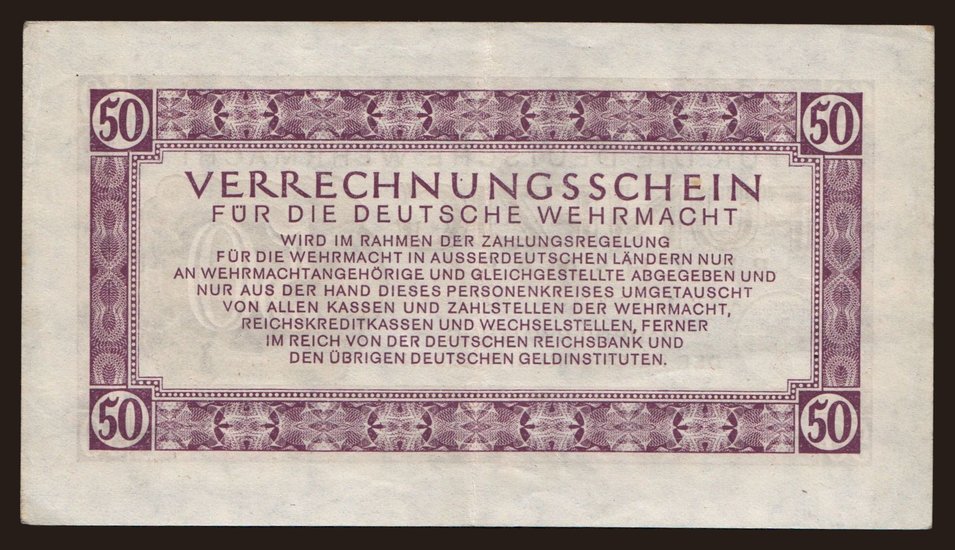 50 50
VERRECHNUNGSSCHEIN
FÜR DIE DEUTSCHE WEHRMACHT
WIRD IM RAHMEN DER ZAHLUNGSREGELUNG
FÜR DIE WEHRMACHT IN AUSSERDEUTSCHEN LÄNDERN NUR
AN WEHRMACHTANGEHÖRIGE UND GLEICHGESTELLTE ABGEGEBEN UND
NUR AUS DER HAND DIESES PERSONENKREISES UMGETAUSCHT
VON ALLEN KASSEN UND ZAHLSTELLEN DER WEHRMACHT,
REICHSKREDITKASSEN UND WECHSELSTELLEN, FERNER
IM REICH VON DER DEUTSCHEN REICHSBANK UND
DEN ÜBRIGEN DEUTSCHEN GELDINSTITUTEN.
50 50